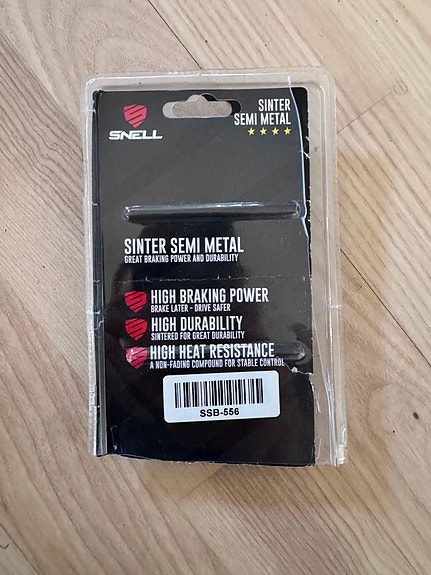 SNELL
SINTER
SEMI METAL
SINTER SEMI METAL
GREAT BRAKING POWER AND DURABILITY
HIGH BRAKING POWER
BRAKE LATER - DRIVE SAFER
HIGH DURABILITY
SINTERED FOR GREAT DURABILITY
HIGH HEAT RESISTANCE
A NON-FADING COMPOUND FOR STABLE CONTROL
SSB-556